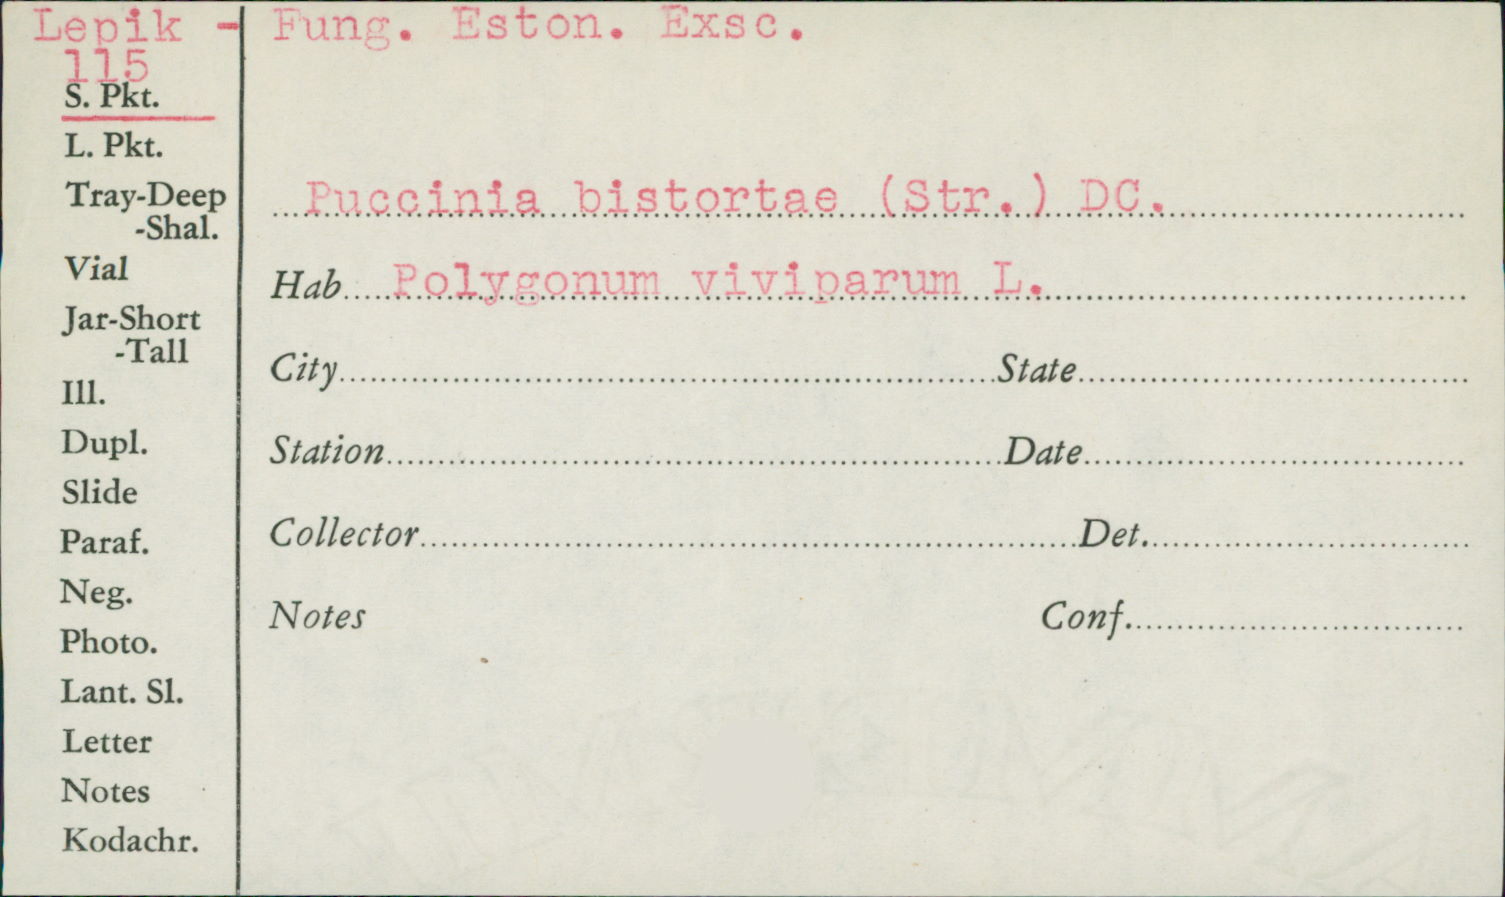 Lepik - Fung. Eston. Exsc.
115
S. Pkt.
L. Pkt.
Tray-Deep
-Shal.
Vial
Jar-Short
-Tall
Ill.
Dupl.
Slide
Paraf.
Neg.
Photo.
Lant. Sl.
Letter
Notes
Kodachr.
Puccinia bistortae (Str.) DC.
Hab. Polygonum viviparum L.
City State
Station Date
Collector Det.
Notes Conf.